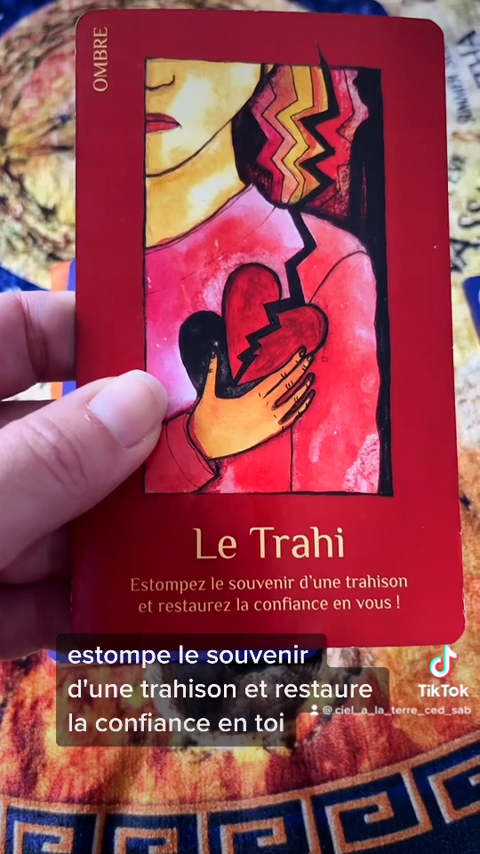 OMBRE
Le Trahi
Estompez le souvenir d'une trahison
et restaurez la confiance en vous !
estompe le souvenir
d'une trahison et restaure
la confiance en toi
TikTok
@ciel_a_la_terre_ced_sab